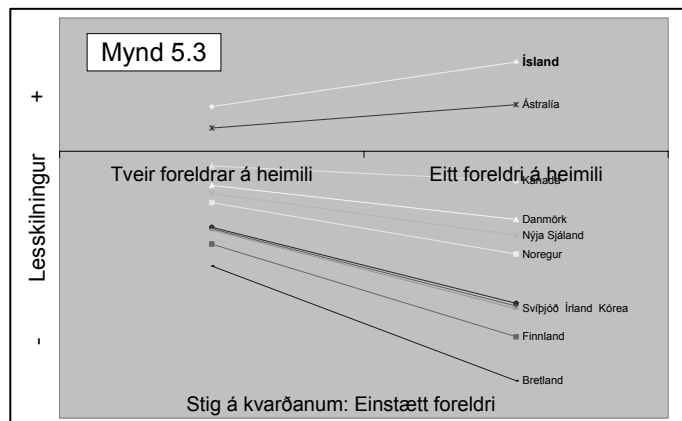 Mynd 5.3
Ísland
Ástralía
+
Lesskilningur
-
Tveir foreldrar á heimili
Eitt foreldri á heimili
Kanada
Danmörk
Nýja Sjáland
Noregur
Svíþjóð Írland Kórea
Finnland
Bretland
Stig á kvarðanum: Einstætt foreldri